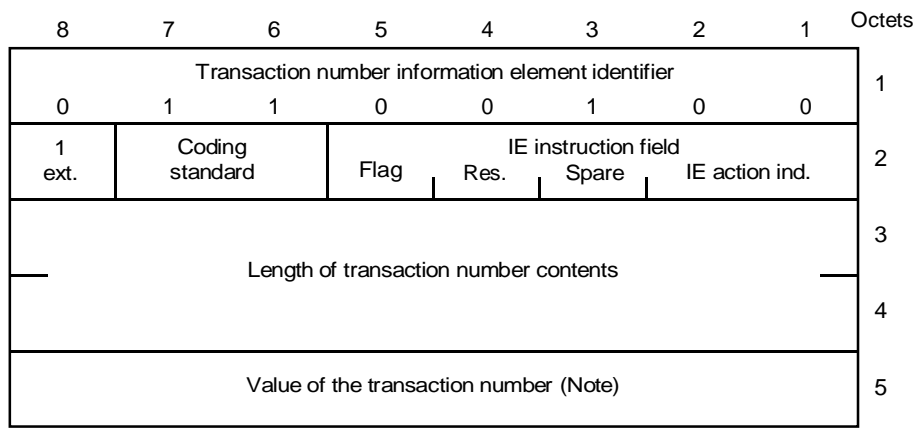 8 7 6 5 4 3 2 1 Octets
Transaction number information element identifier
0 1 1 0 0 1 0 0 1
1 Coding IE instruction field
ext. standard Flag Res. Spare IE action ind. 2
3
Length of transaction number contents
4
Value of the transaction number (Note) 5